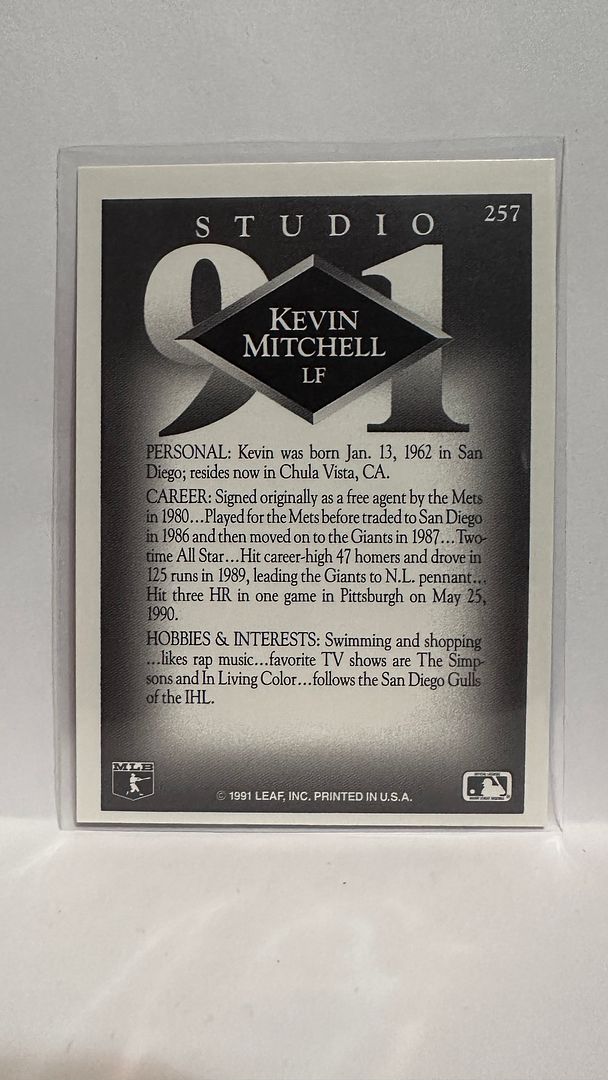 STUDIO
257
91
KEVIN
MITCHELL
LF
PERSONAL: Kevin was born Jan. 13, 1962 in San
Diego; resides now in Chula Vista, CA.
CAREER: Signed originally as a free agent by the Mets
in 1980...Played for the Mets before traded to San Diego
in 1986 and then moved on to the Giants in 1987...Two-
time All Star...Hit career-high 47 homers and drove in
125 runs in 1989, leading the Giants to N.L. pennant...
Hit three HR in one game in Pittsburgh on May 25,
1990.
HOBBIES & INTERESTS: Swimming and shopping
...likes rap music...favorite TV shows are The Simp-
sons and In Living Color...follows the San Diego Gulls
of the IHL.
MLB
© 1991 LEAF, INC. PRINTED IN U.S.A.